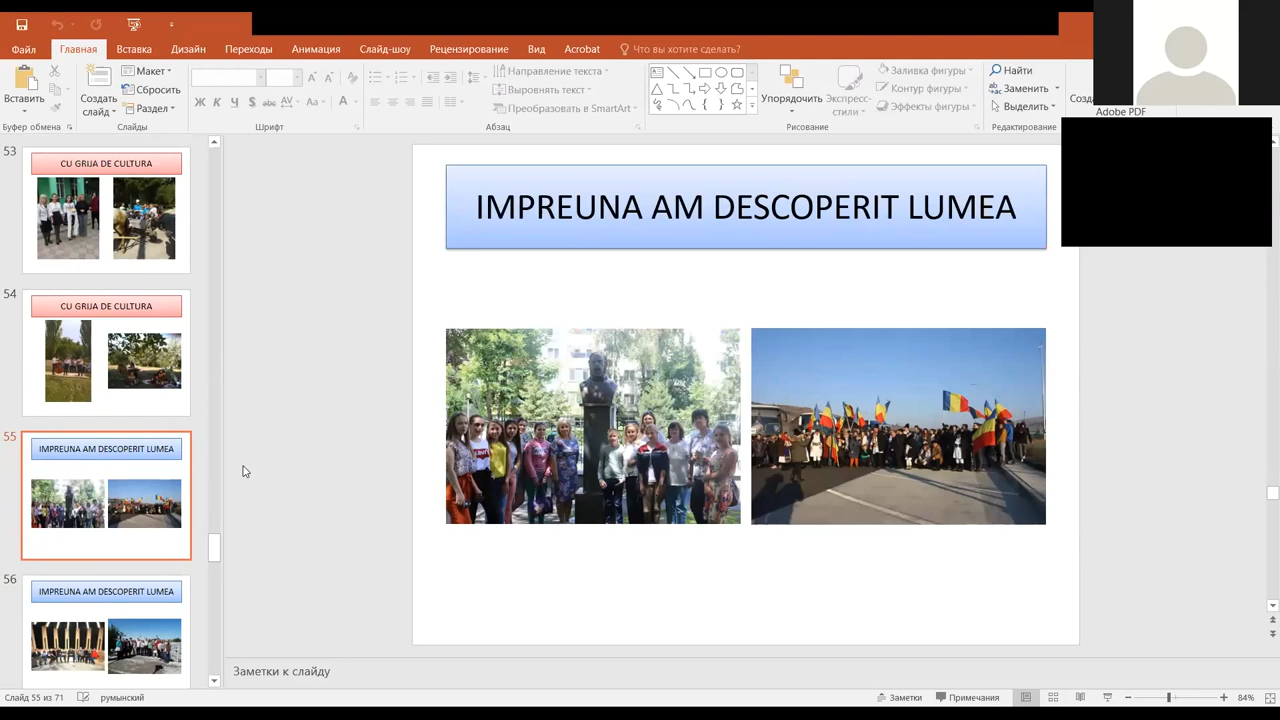 Файл Главная Вставка Дизайн Переходы Анимация Слайд-шоу Рецензирование Вид Acrobat Что вы хотите сделать?
Вставить
Создать слайд
Макет
Сбросить
Раздел
Ж К Ч S abc AV Aa A
Направление текста
Выровнять текст
Преобразовать в SmartArt
Упорядочить
Экспресс-стили
Заливка фигуры
Контур фигуры
Эффекты фигуры
Найти
Заменить
Выделить
Adobe PDF
Буфер обмена Слайды Шрифт Абзац Рисование Редактирование
53
CU GRIJA DE CULTURA
54
CU GRIJA DE CULTURA
55
IMPREUNA AM DESCOPERIT LUMEA
56
IMPREUNA AM DESCOPERIT LUMEA
IMPREUNA AM DESCOPERIT LUMEA
Заметки к слайду
Слайд 55 из 71 румынский Заметки Примечания 84%